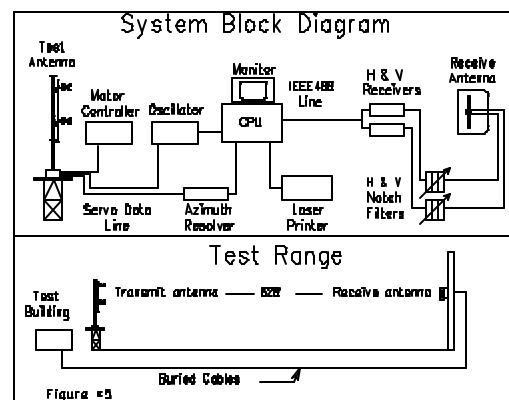 System Block Diagram
Test
Antenna
Motor
Controller
Oscillator
Monitor
CPU
IEEE488
Line
H & V
Receivers
Receive
Antenna
Servo Data
Line
Azimuth
Resolver
Laser
Printer
H & V
Notch
Filters
Test Range
Test
Building
Transmit antenna
Receive antenna
Buried Cables
Figure #5